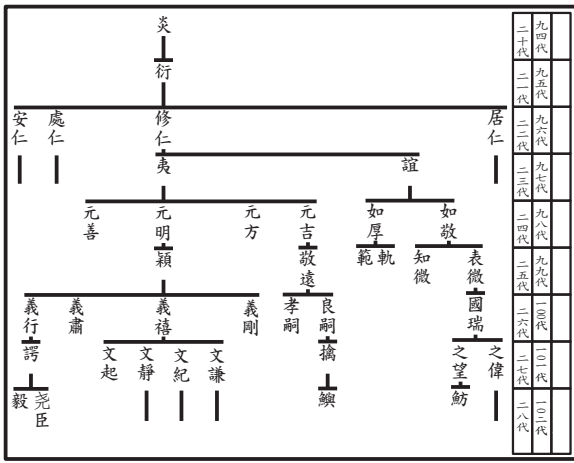 九四代 二十代
炎
九五代 二一代
衍
九六代 二二代
居仁 修仁 處仁 安仁
九七代 二三代
誼 夷
九八代 二四代
如敬 如厚 元吉 元方 元明 元善
九九代 二五代
表微 知微 軌 範 敬遠 穎
一〇〇代 二六代
國瑞 良嗣 孝嗣 義剛 義禧 義肅 義行
一〇一代 二七代
之偉 之望 擒 文謙 文紀 文靜 文起 諤
一〇二代 二八代
魴 鷠 堯臣 毅